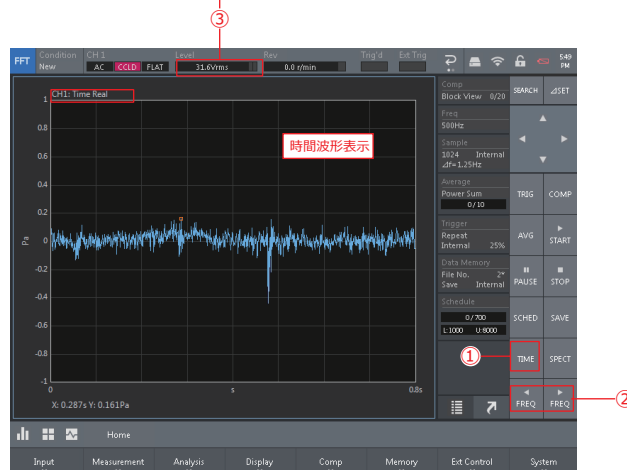 ③
FFT
Condition
New
CH 1
AC CCLD FLAT
Level
31.6Vrms
Rev
0.0 r/min
Trig'd
Ext Trig
549
PM
CH1: Time Real
時間波形表示
1
0.8
0.6
0.4
0.2
0
-0.2
-0.4
-0.6
-0.8
-1
Pa
0
s
0.8s
X: 0.287s Y: 0.161Pa
Comp
Block View 0/20
Freq
500Hz
Sample
1024 Internal
⊿f=1.25Hz
Average
Power Sum
0/10
Trigger
Repeat
Internal 25%
Data Memory
File No. 2*
Save Internal
Schedule
0/700
L:1000 U:8000
SEARCH
⊿SET
TRIG
COMP
AVG
START
PAUSE
STOP
SCHED
SAVE
①
TIME
SPECT
FREQ
FREQ
②
Home
Input
Measurement
Analysis
Display
Comp
Memory
Ext Control
System